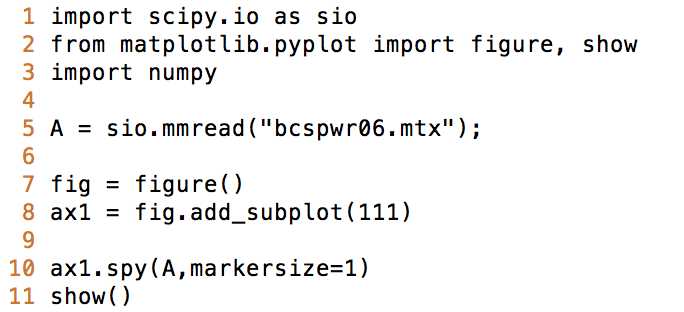 1 import scipy.io as sio
2 from matplotlib.pyplot import figure, show
3 import numpy
4
5 A = sio.mmread("bcspwr06.mtx");
6
7 fig = figure()
8 ax1 = fig.add_subplot(111)
9
10 ax1.spy(A,markersize=1)
11 show()